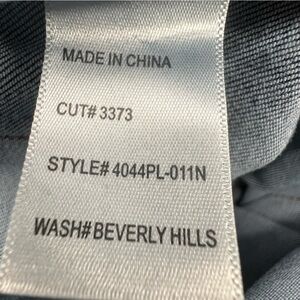 MADE IN CHINA
CUT# 3373
STYLE# 4044PL-011N
WASH# BEVERLY HILLS